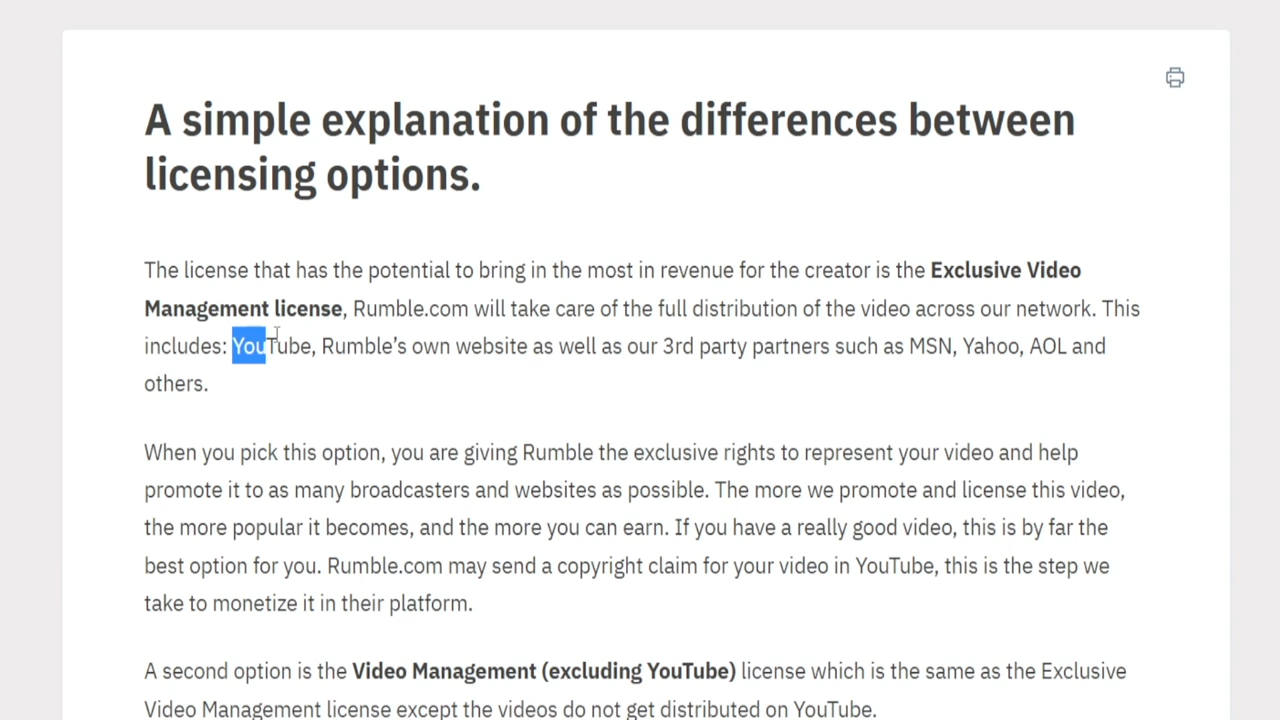 A simple explanation of the differences between
licensing options.
The license that has the potential to bring in the most in revenue for the creator is the Exclusive Video
Management license, Rumble.com will take care of the full distribution of the video across our network. This
includes: YouTube, Rumble’s own website as well as our 3rd party partners such as MSN, Yahoo, AOL and
others.
When you pick this option, you are giving Rumble the exclusive rights to represent your video and help
promote it to as many broadcasters and websites as possible. The more we promote and license this video,
the more popular it becomes, and the more you can earn. If you have a really good video, this is by far the
best option for you. Rumble.com may send a copyright claim for your video in YouTube, this is the step we
take to monetize it in their platform.
A second option is the Video Management (excluding YouTube) license which is the same as the Exclusive
Video Management license except the videos do not get distributed on YouTube.